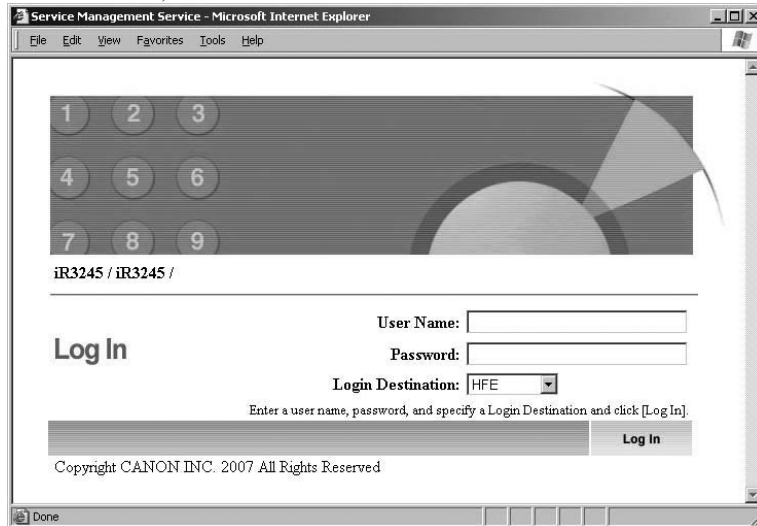 Service Management Service - Microsoft Internet Explorer
File Edit View Favorites Tools Help
1 2 3
4 5 6
7 8 9
iR3245 / iR3245 /
Log In
User Name:
Password:
Login Destination: HFE
Enter a user name, password, and specify a Login Destination and click [Log In].
Log In
Copyright CANON INC. 2007 All Rights Reserved
Done